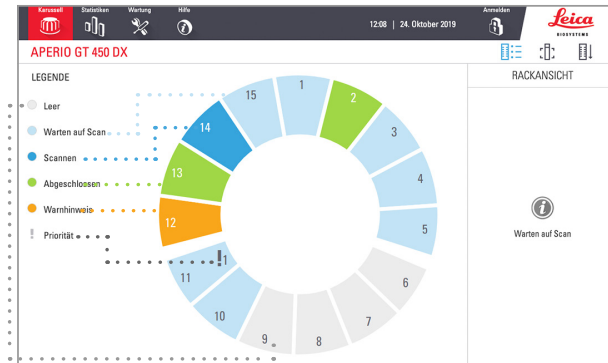 Karussell Statistiken Wartung Hilfe Anmelden
12:08 | 24. Oktober 2019
Leica
BIOSYSTEMS
APERIO GT 450 DX
LEGENDE
RACKANSICHT
Leer
Warten auf Scan
Scannen
Abgeschlossen
Warnhinweis
! Priorität
15 1 2
14 3
13 4
12 5
! 1
11 6
10 7
9 8
i
Warten auf Scan